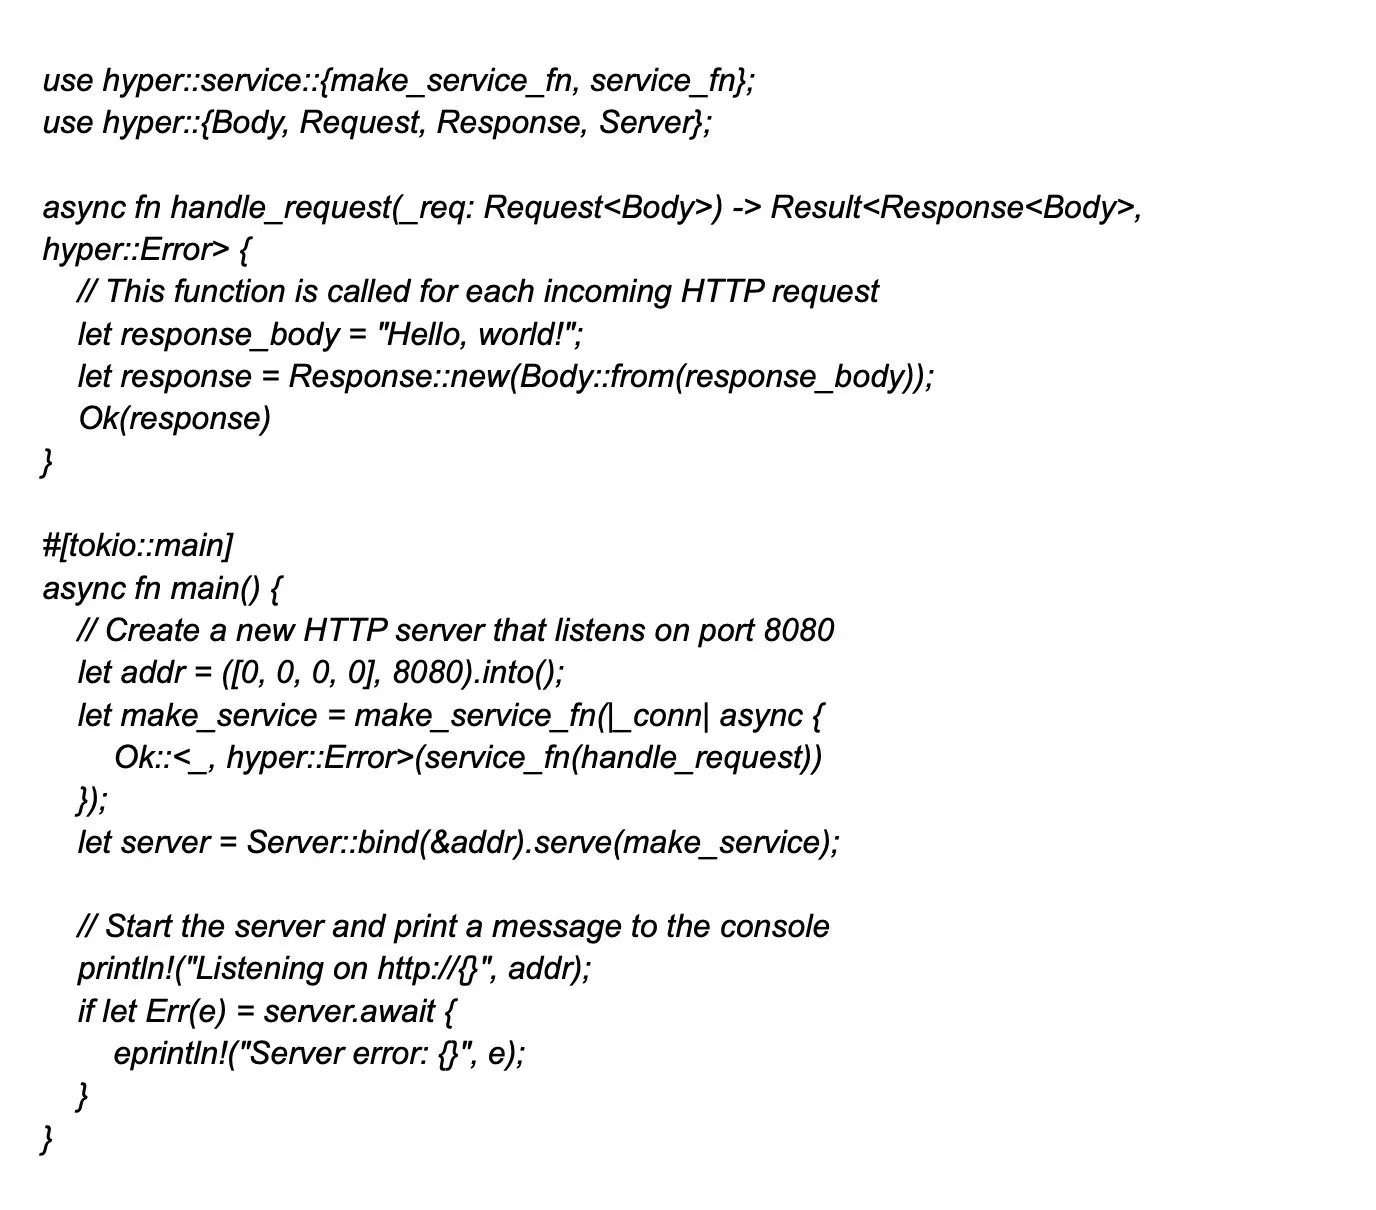 use hyper::service::{make_service_fn, service_fn};
use hyper::{Body, Request, Response, Server};

async fn handle_request(_req: Request<Body>) -> Result<Response<Body>,
hyper::Error> {
    // This function is called for each incoming HTTP request
    let response_body = "Hello, world!";
    let response = Response::new(Body::from(response_body));
    Ok(response)
}

#[tokio::main]
async fn main() {
    // Create a new HTTP server that listens on port 8080
    let addr = ([0, 0, 0, 0], 8080).into();
    let make_service = make_service_fn(|_conn| async {
        Ok::<_, hyper::Error>(service_fn(handle_request))
    });
    let server = Server::bind(&addr).serve(make_service);

    // Start the server and print a message to the console
    println!("Listening on http://{}", addr);
    if let Err(e) = server.await {
        eprintln!("Server error: {}", e);
    }
}